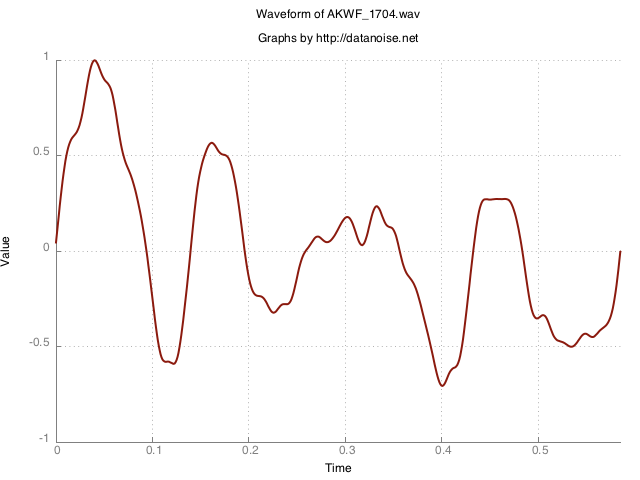 Waveform of AKWF_1704.wav
Graphs by http://datanoise.net
1
0.5
0
-0.5
-1
Value
0 0.1 0.2 0.3 0.4 0.5
Time